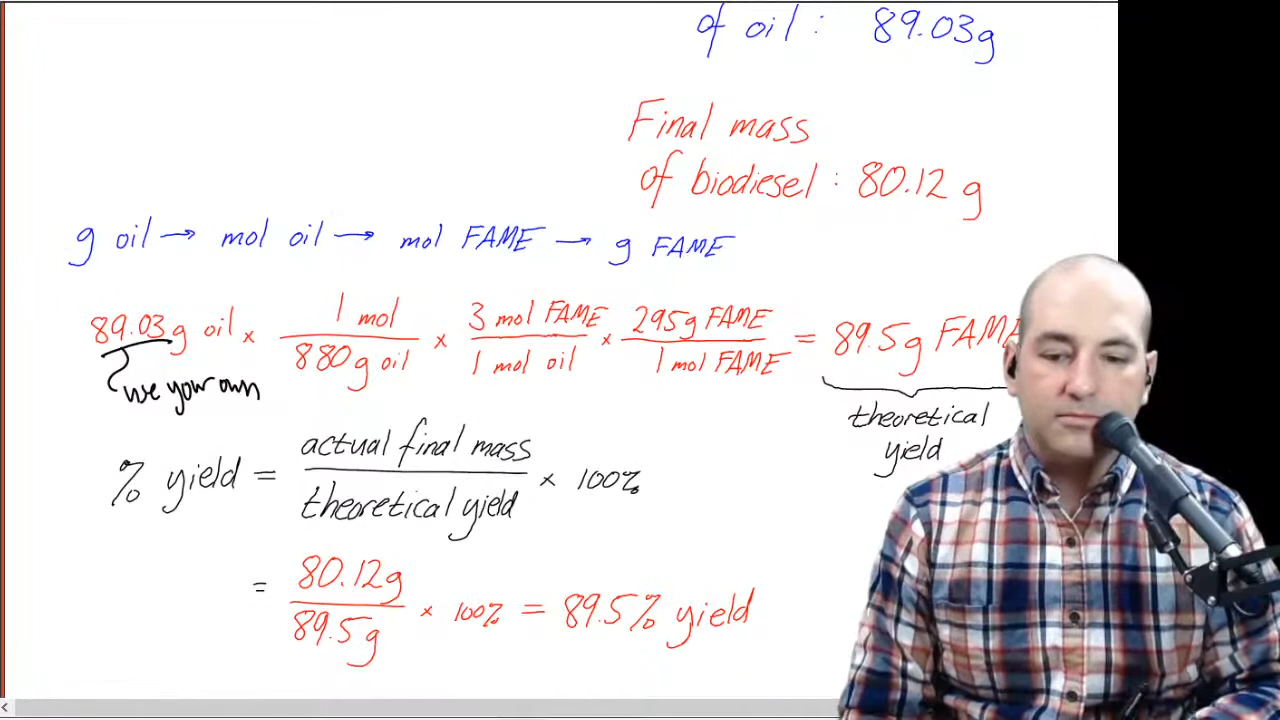 of oil : 89.03g
Final mass
of biodiesel : 80.12 g
g oil → mol oil → mol FAME → g FAME
89.03g oil × 1 mol / 880g oil × 3 mol FAME / 1 mol oil × 295g FAME / 1 mol FAME = 89.5g FAME
use your own
theoretical
yield
% yield = actual final mass / theoretical yield × 100%
= 80.12g / 89.5g × 100% = 89.5% yield